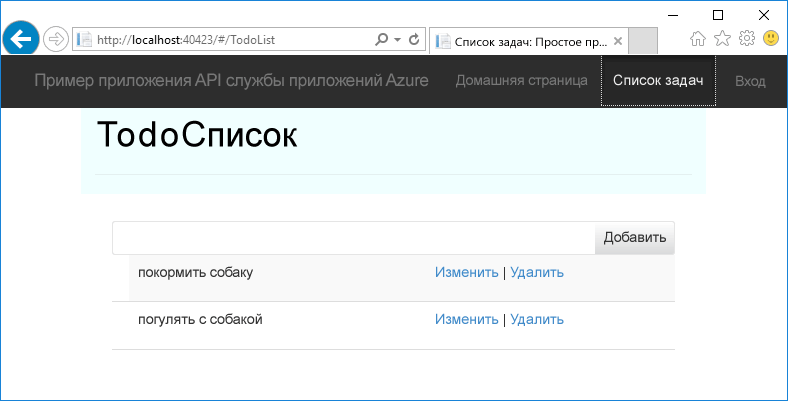 http://localhost:40423/#/TodoList
Список задач: Простое пр...
Пример приложения API службы приложений Azure Домашняя страница Список задач Вход
TodoСписок
Добавить
покормить собаку Изменить | Удалить
погулять с собакой Изменить | Удалить